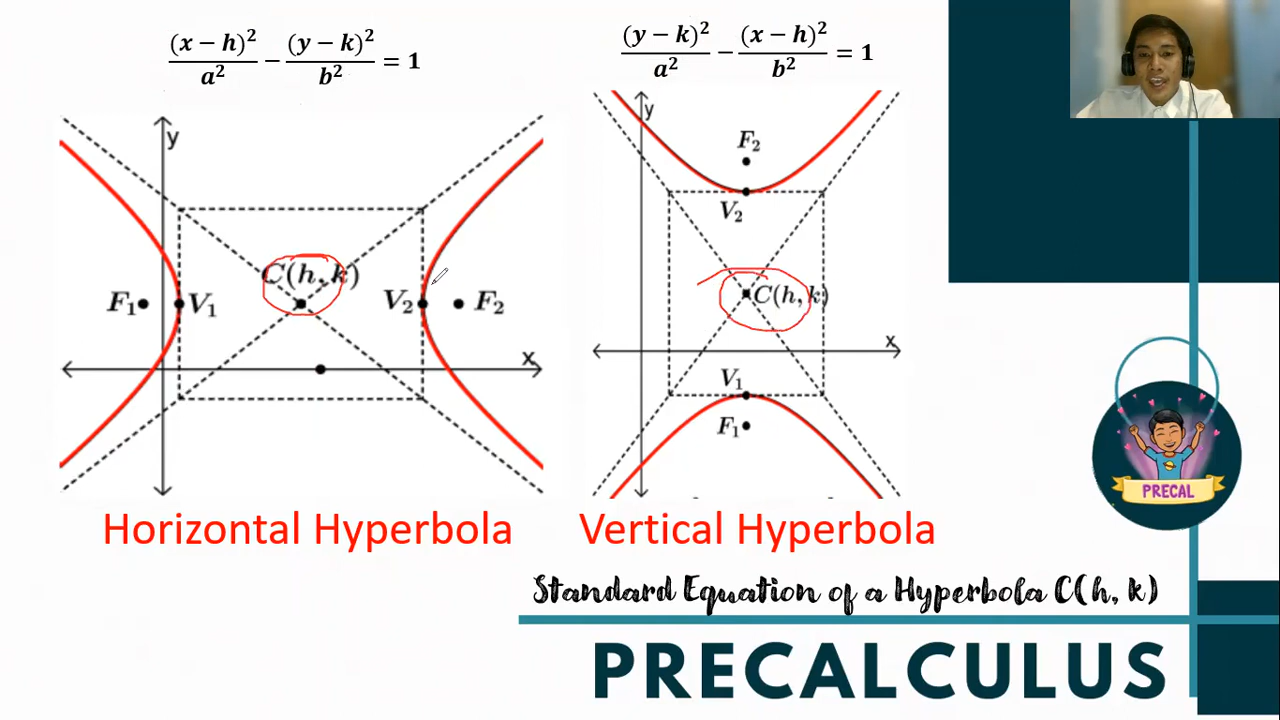 (x − h)² / a² − (y − k)² / b² = 1
(y − k)² / a² − (x − h)² / b² = 1
y
C(h, k)
F₁ V₁ V₂ F₂
x
y
F₂
V₂
C(h, k)
x
V₁
F₁
PRECAL
Horizontal Hyperbola
Vertical Hyperbola
Standard Equation of a Hyperbola C(h, k)
PRECALCULUS